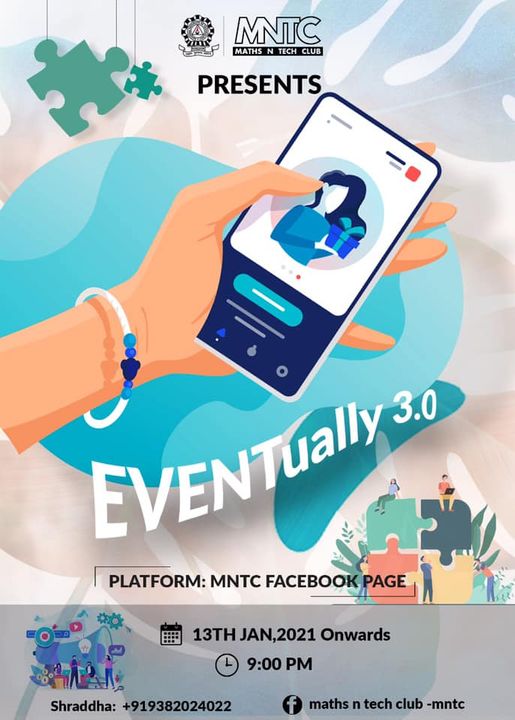 MNTC
MATHS N TECH CLUB
PRESENTS
EVENTually 3.0
PLATFORM: MNTC FACEBOOK PAGE
13TH JAN,2021 Onwards
9:00 PM
Shraddha: +919382024022
maths n tech club -mntc